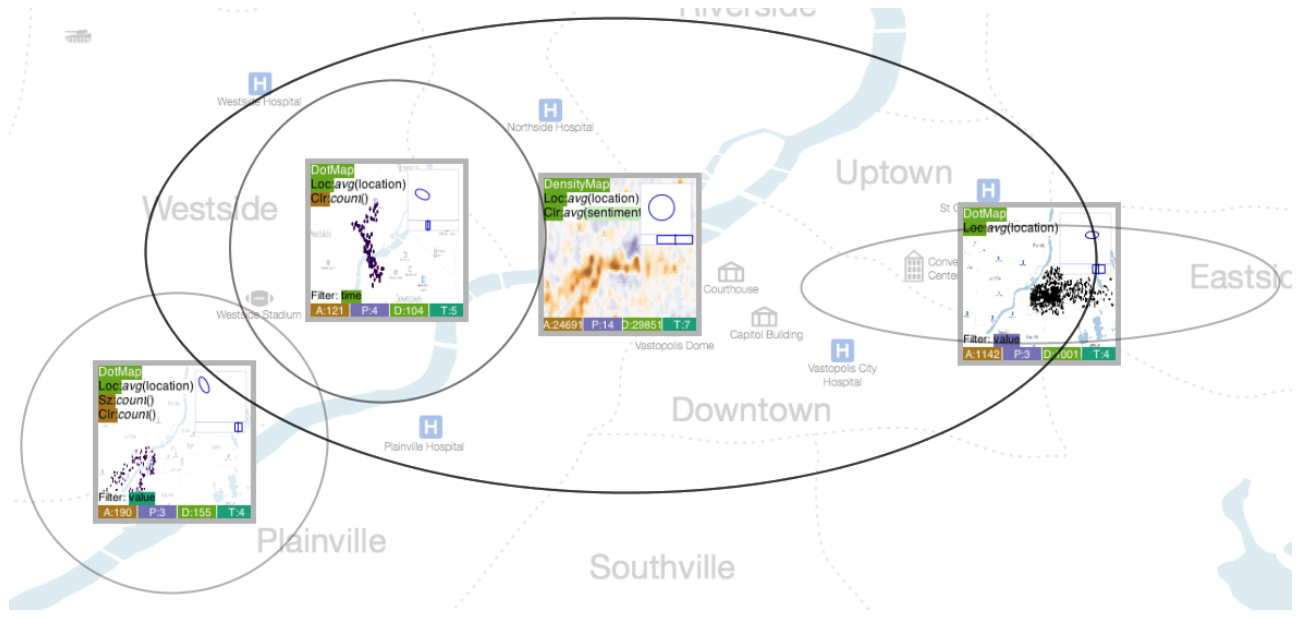 Riverside
Westside Hospital
Northside Hospital
Westside
Uptown
DotMap
Loc:avg(location)
Clr:count()
Filter: time
A:121 P:4 D:104 T:5
DensityMap
Loc:avg(location)
Clr:avg(sentiment
A:24691 P:14 D:29851 T:7
St
DotMap
Loc:avg(location)
Filter: value
A:1142 P:3 D:1001 T:4
Conve
Center
Eastsid
Courthouse
Westside Stadium
Capitol Building
Vastopolis Dome
Vastopolis City
Hospital
DotMap
Loc:avg(location)
Sz:count()
Clr:count()
Filter: value
A:190 P:3 D:155 T:4
Downtown
Plainville Hospital
Plainville
Southville